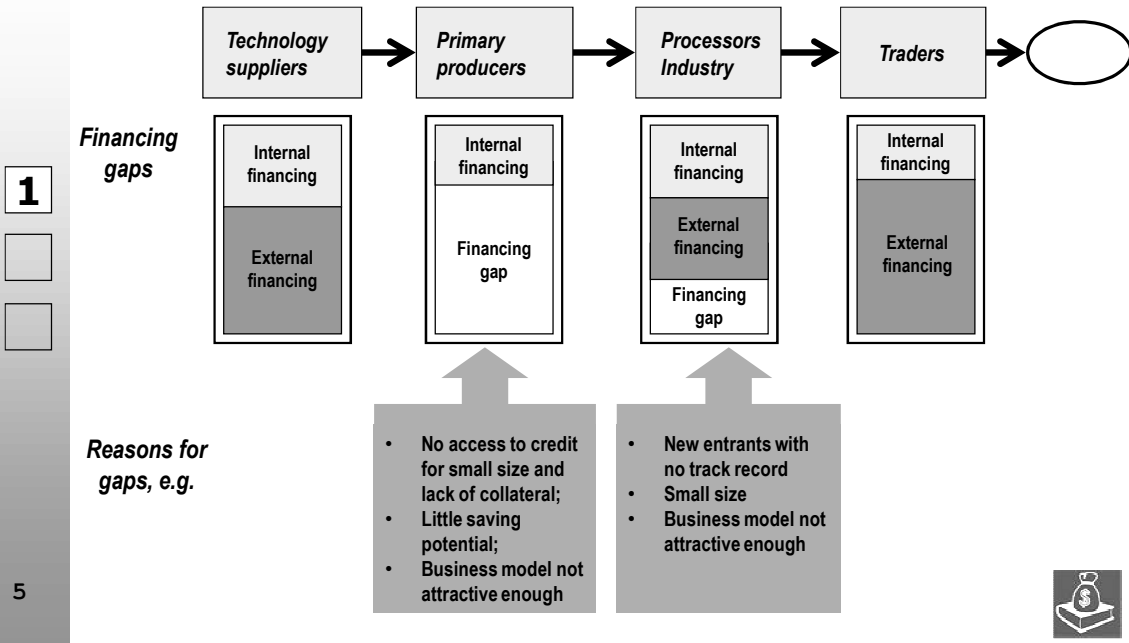 Technology
suppliers
Primary
producers
Processors
Industry
Traders
Financing
gaps
1
Internal
financing
External
financing
Internal
financing
Financing
gap
Internal
financing
External
financing
Financing
gap
Internal
financing
External
financing
Reasons for
gaps, e.g.
• No access to credit
for small size and
lack of collateral;
• Little saving
potential;
• Business model not
attractive enough
• New entrants with
no track record
• Small size
• Business model not
attractive enough
5
$